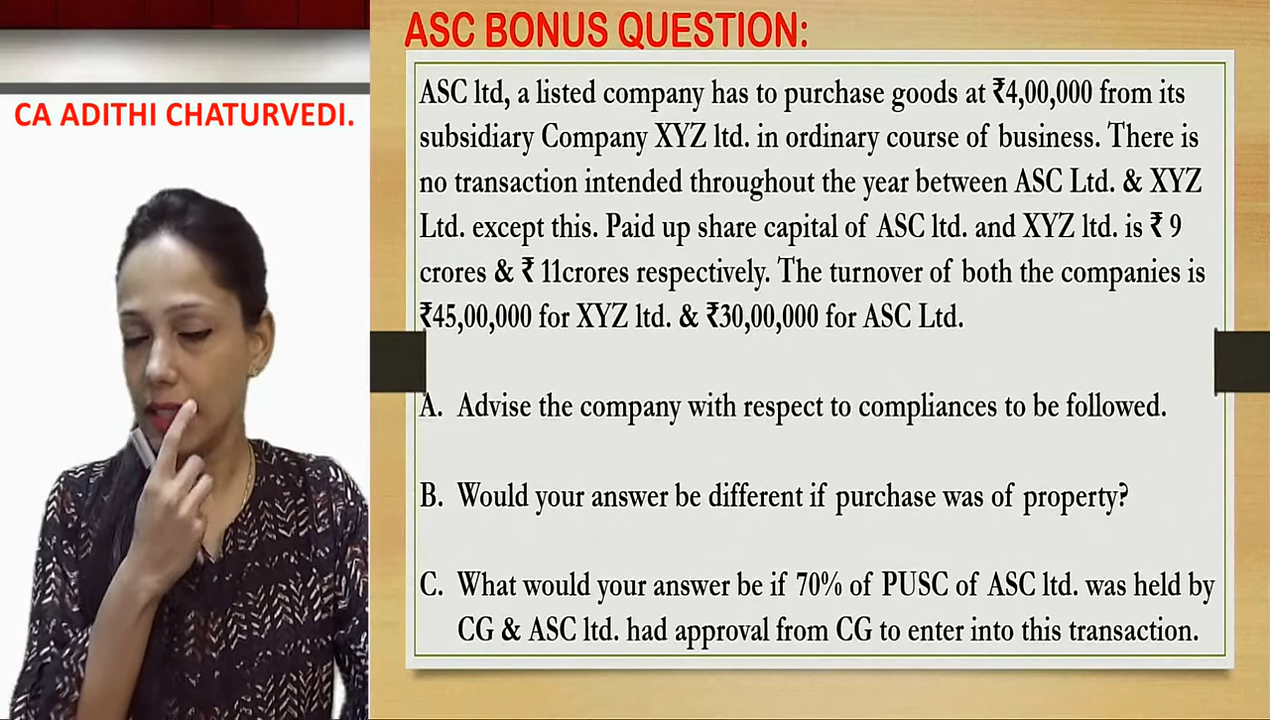 ASC BONUS QUESTION:
CA ADITHI CHATURVEDI.
ASC ltd, a listed company has to purchase goods at ₹4,00,000 from its
subsidiary Company XYZ ltd. in ordinary course of business. There is
no transaction intended throughout the year between ASC Ltd. & XYZ
Ltd. except this. Paid up share capital of ASC ltd. and XYZ ltd. is ₹ 9
crores & ₹ 11crores respectively. The turnover of both the companies is
₹45,00,000 for XYZ ltd. & ₹30,00,000 for ASC Ltd.
A. Advise the company with respect to compliances to be followed.
B. Would your answer be different if purchase was of property?
C. What would your answer be if 70% of PUSC of ASC ltd. was held by
CG & ASC ltd. had approval from CG to enter into this transaction.